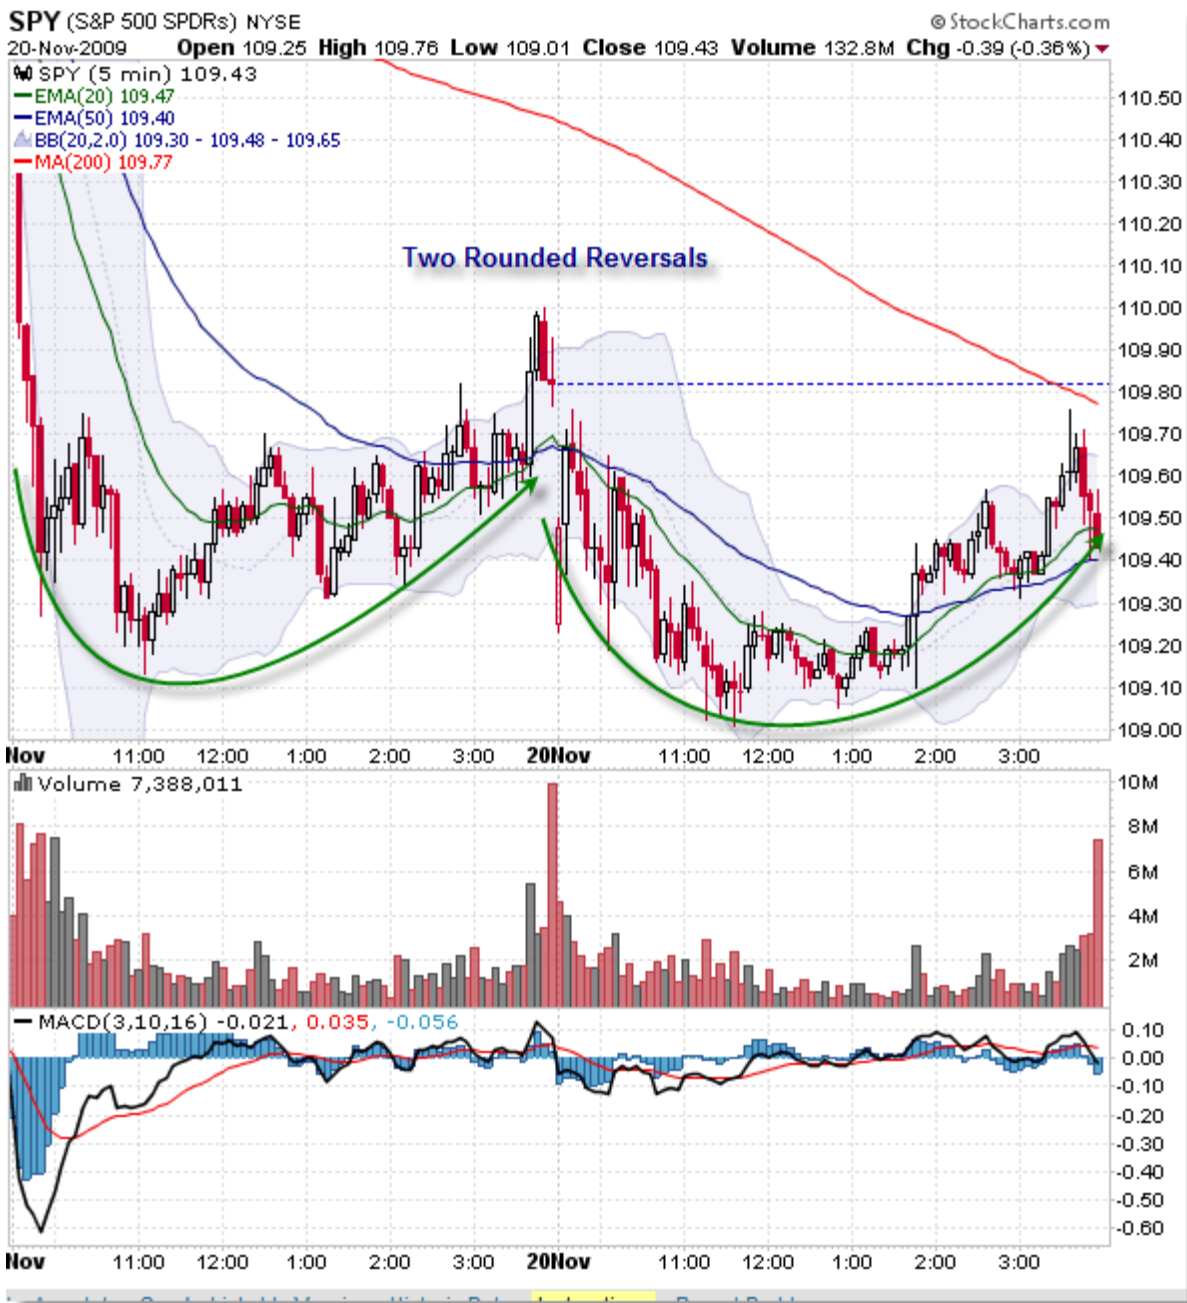 SPY (S&P 500 SPDRs) NYSE
© StockCharts.com
20-Nov-2009 Open 109.25 High 109.76 Low 109.01 Close 109.43 Volume 132.8M Chg -0.39 (-0.36%)
SPY (5 min) 109.43
EMA(20) 109.47
EMA(50) 109.40
BB(20,2.0) 109.30 - 109.48 - 109.65
MA(200) 109.77
Two Rounded Reversals
110.50
110.40
110.30
110.20
110.10
110.00
109.90
109.80
109.70
109.60
109.50
109.40
109.30
109.20
109.10
109.00
Nov 11:00 12:00 1:00 2:00 3:00 20Nov 11:00 12:00 1:00 2:00 3:00
Volume 7,388,011
10M
8M
6M
4M
2M
MACD(3,10,16) -0.021, 0.035, -0.056
0.10
0.00
-0.10
-0.20
-0.30
-0.40
-0.50
-0.60
Nov 11:00 12:00 1:00 2:00 3:00 20Nov 11:00 12:00 1:00 2:00 3:00